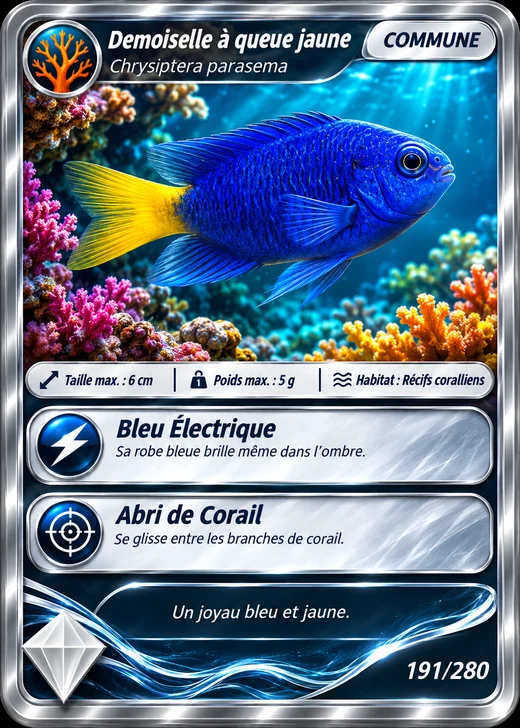 Demoiselle à queue jaune
COMMUNE
Chrysiptera parasema
Taille max. : 6 cm
Poids max. : 5 g
Habitat : Récifs coralliens
Bleu Électrique
Sa robe bleue brille même dans l'ombre.
Abri de Corail
Se glisse entre les branches de corail.
Un joyau bleu et jaune.
191/280